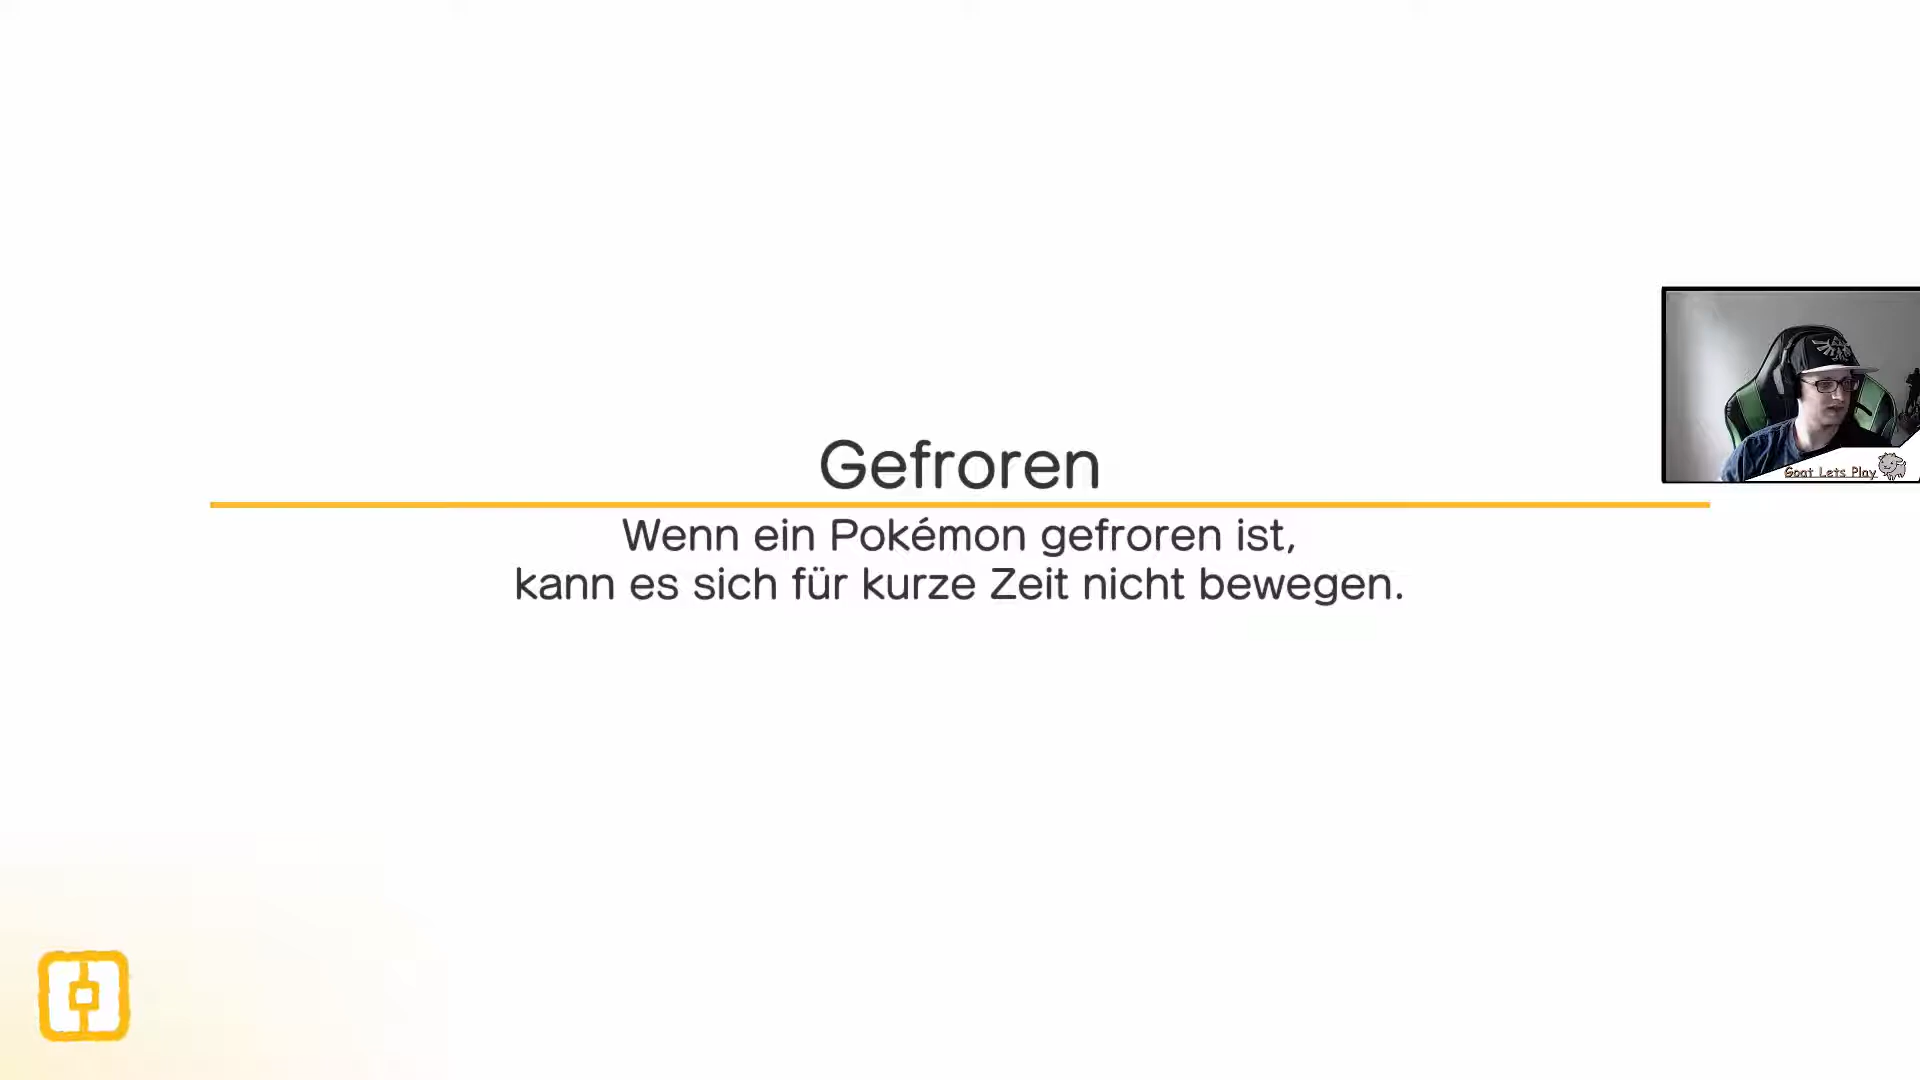 Gefroren
Wenn ein Pokémon gefroren ist,
kann es sich für kurze Zeit nicht bewegen.
Goat Lets Play